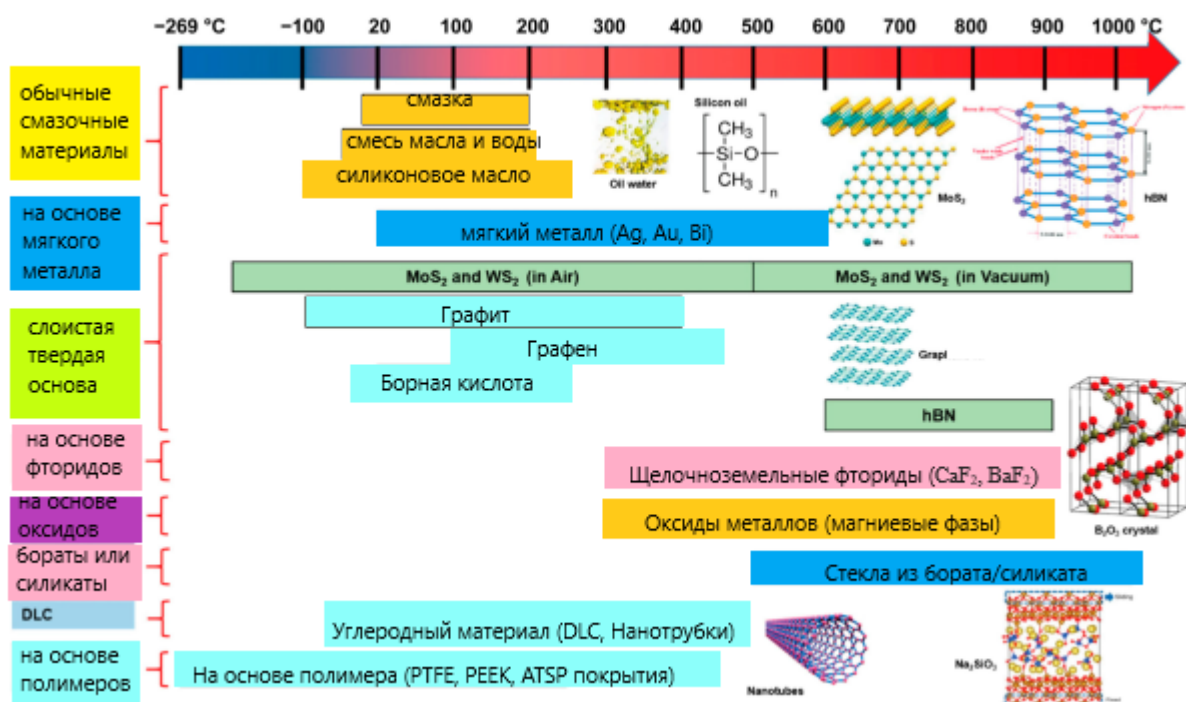 −269 °C −100 20 100 200 300 400 500 600 700 800 900 1000 °C
обычные
смазочные
материалы
смазка
смесь масла и воды
силиконовое масло
Oil water
Silicon oil
CH₃
Si
O
CH₃
n
MoS₂
Mo
S
hBN
на основе
мягкого
металла
мягкий металл (Ag, Au, Bi)
слоистая
твердая
основа
MoS₂ and WS₂ (in Air)
MoS₂ and WS₂ (in Vacuum)
Графит
Графен
Grapl
Борная кислота
hBN
на основе
фторидов
Щелочноземельные фториды (CaF₂, BaF₂)
на основе
оксидов
Оксиды металлов (магниевые фазы)
B₂O₃ crystal
бораты или
силикаты
Стекла из бората/силиката
DLC
Углеродный материал (DLC, Нанотрубки)
Nanotubes
Na₂SiO₃
на основе
полимеров
На основе полимера (PTFE, PEEK, ATSP покрытия)